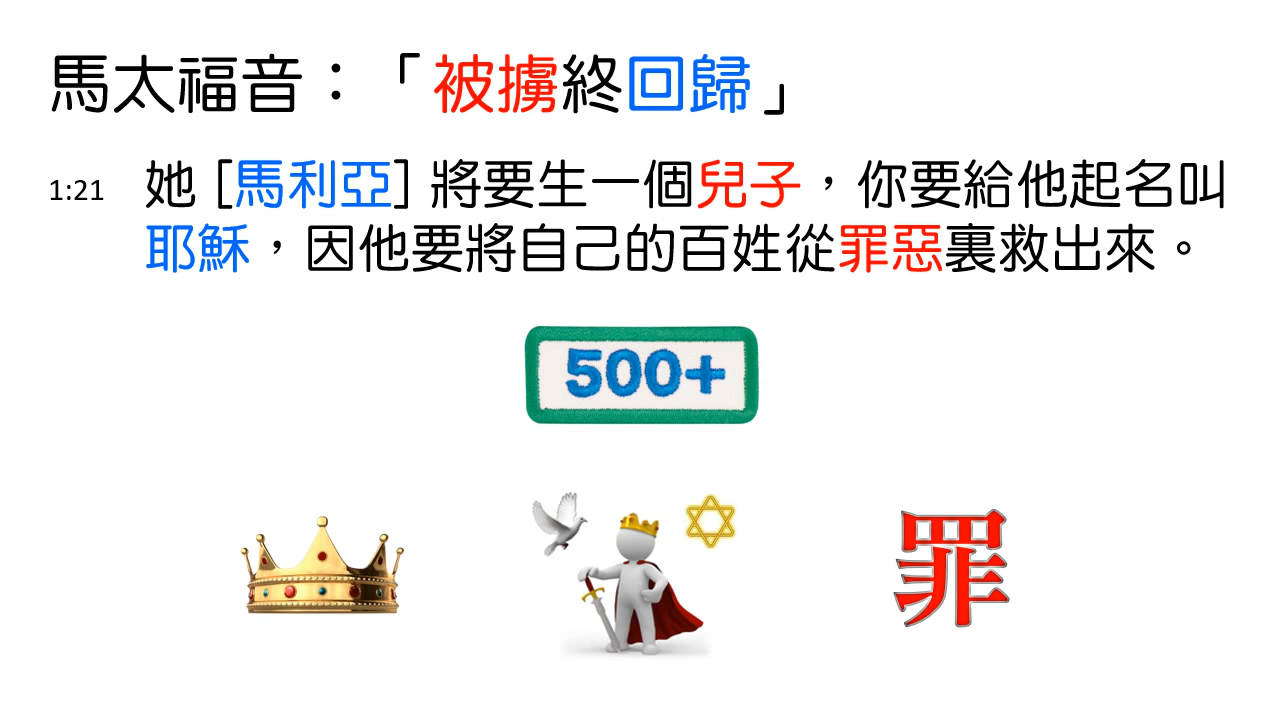 馬太福音：「被擄終回歸」
1:21 她 [馬利亞] 將要生一個兒子，你要給他起名叫
耶穌，因他要將自己的百姓從罪惡裏救出來。
500+
罪